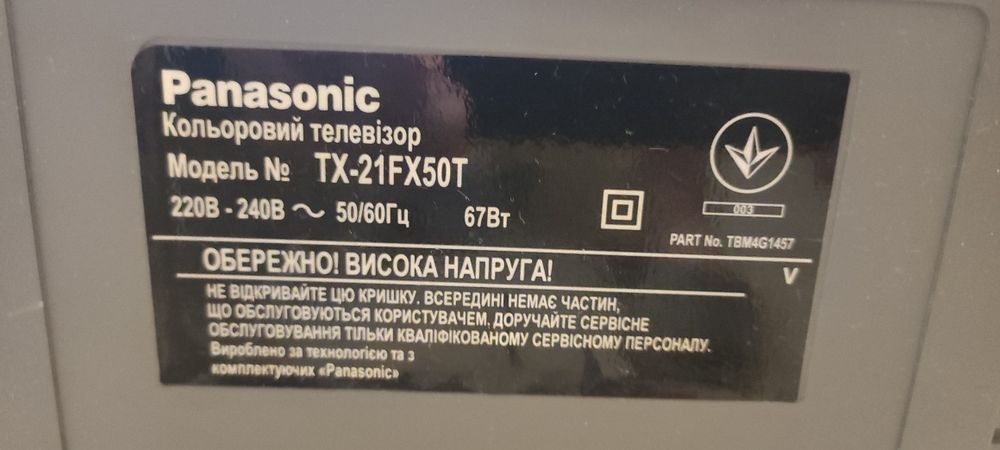 Panasonic
Кольоровий телевізор
Модель № TX-21FX50T
220В - 240В ~ 50/60Гц 67Вт
003
PART No. TBM4G1457
ОБЕРЕЖНО! ВИСОКА НАПРУГА!
V
НЕ ВІДКРИВАЙТЕ ЦЮ КРИШКУ. ВСЕРЕДИНІ НЕМАЄ ЧАСТИН,
ЩО ОБСЛУГОВУЮТЬСЯ КОРИСТУВАЧЕМ. ДОРУЧАЙТЕ СЕРВІСНЕ
ОБСЛУГОВУВАННЯ ТІЛЬКИ КВАЛІФІКОВАНОМУ СЕРВІСНОМУ ПЕРСОНАЛУ.
Вироблено за технологією та з
комплектуючих «Panasonic»